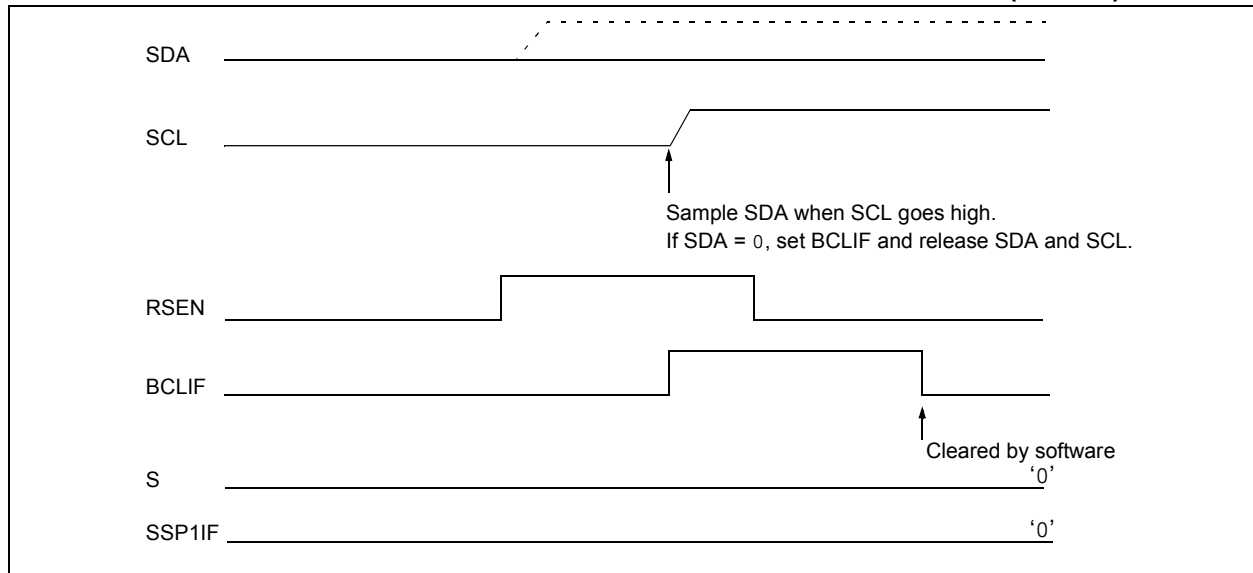 SDA
SCL
Sample SDA when SCL goes high.
If SDA = 0, set BCLIF and release SDA and SCL.
RSEN
BCLIF
Cleared by software
S
‘0’
SSP1IF
‘0’